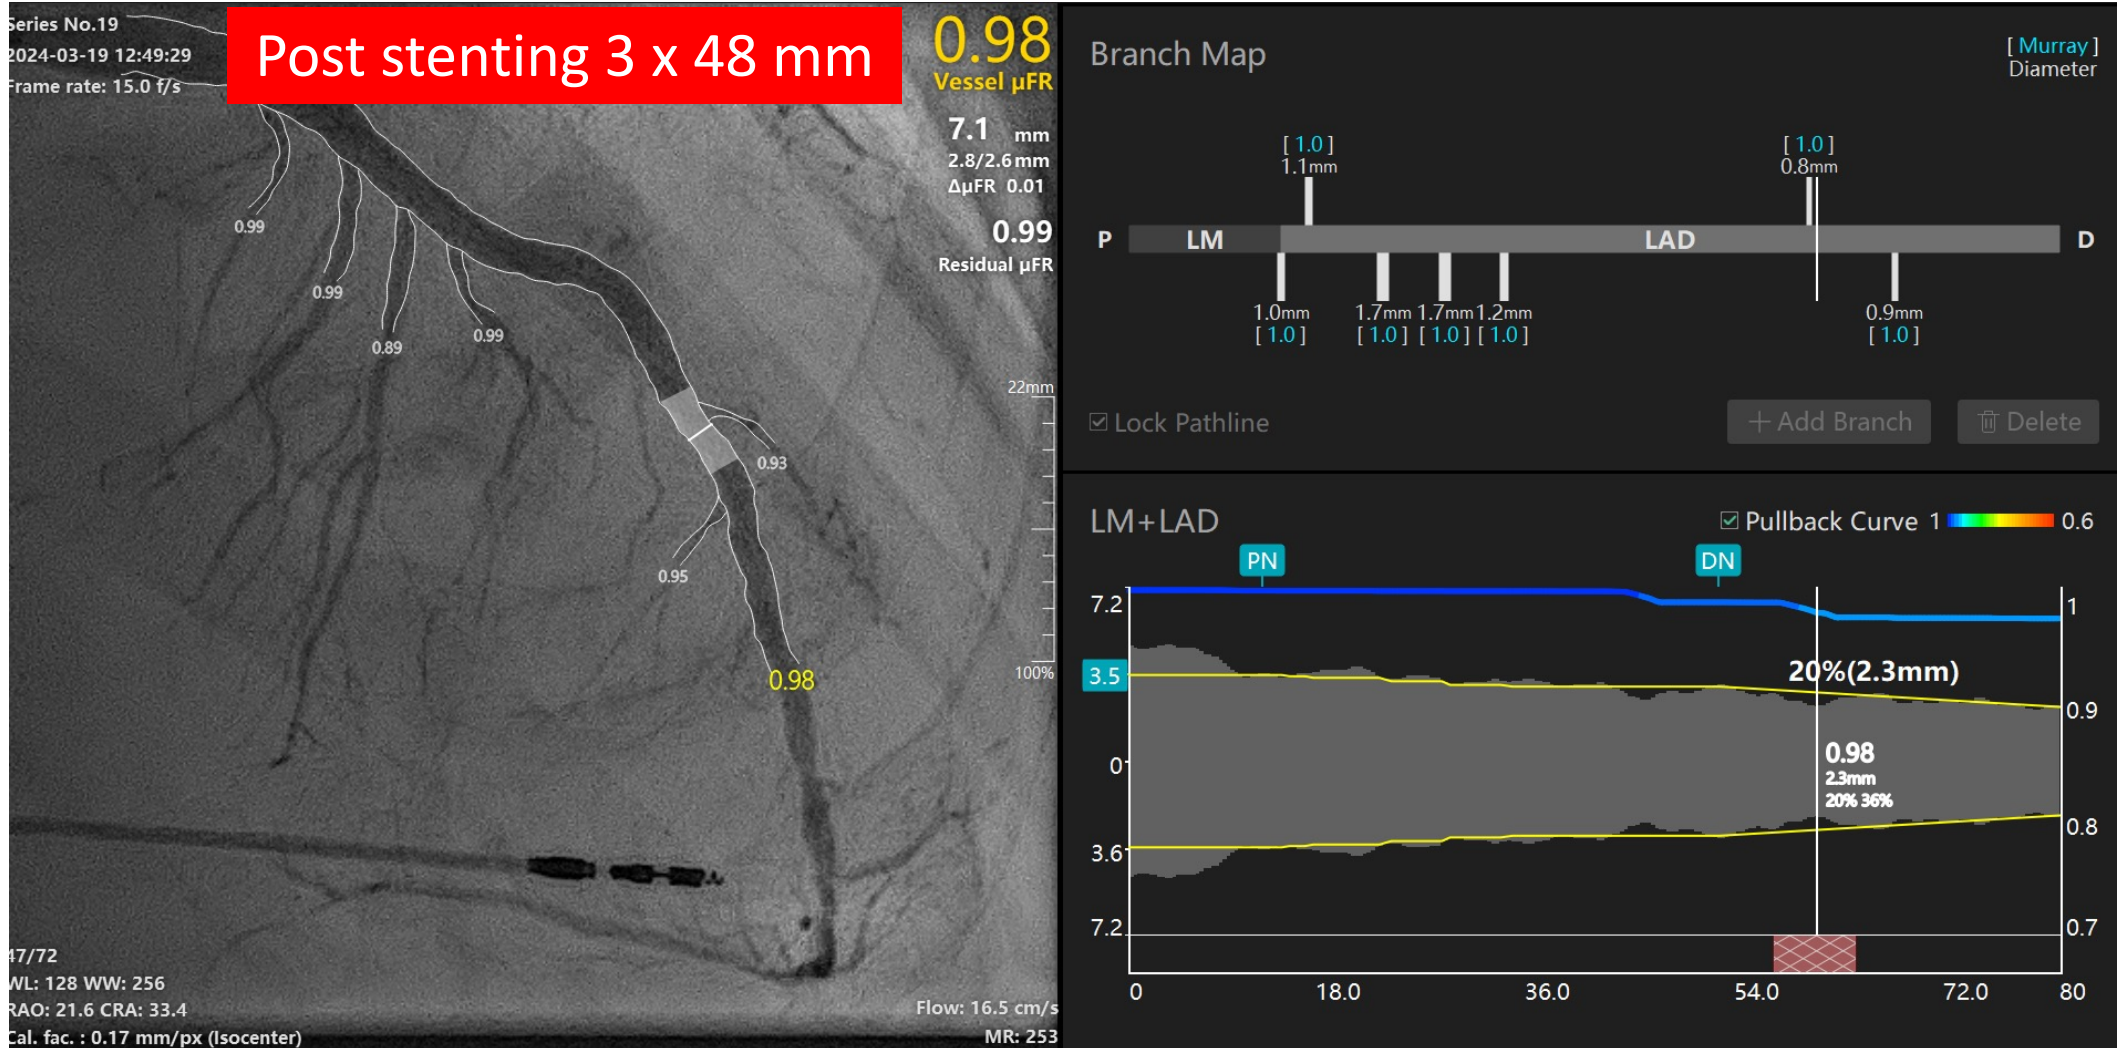 Series No.19
2024-03-19 12:49:29
Frame rate: 15.0 f/s
Post stenting 3 x 48 mm
0.98
Vessel μFR
7.1 mm
2.8/2.6mm
ΔμFR 0.01
0.99
Residual μFR
0.99
0.99
0.89
0.99
22mm
0.93
0.95
100%
0.98
47/72
WL: 128 WW: 256
RAO: 21.6 CRA: 33.4
Cal. fac. : 0.17 mm/px (Isocenter)
Flow: 16.5 cm/s
MR: 253
Branch Map
[ Murray ]
Diameter
[ 1.0 ] [ 1.0 ]
1.1mm 0.8mm
P LM LAD D
1.0mm 1.7mm 1.7mm 1.2mm 0.9mm
[ 1.0 ] [ 1.0 ] [ 1.0 ] [ 1.0 ] [ 1.0 ]
Lock Pathline
+ Add Branch
Delete
LM+LAD
Pullback Curve 1 0.6
PN DN
7.2 1
3.5 20%(2.3mm)
0.9
0 0.98
2.3mm
20% 36%
3.6 0.8
7.2 0.7
0 18.0 36.0 54.0 72.0 80